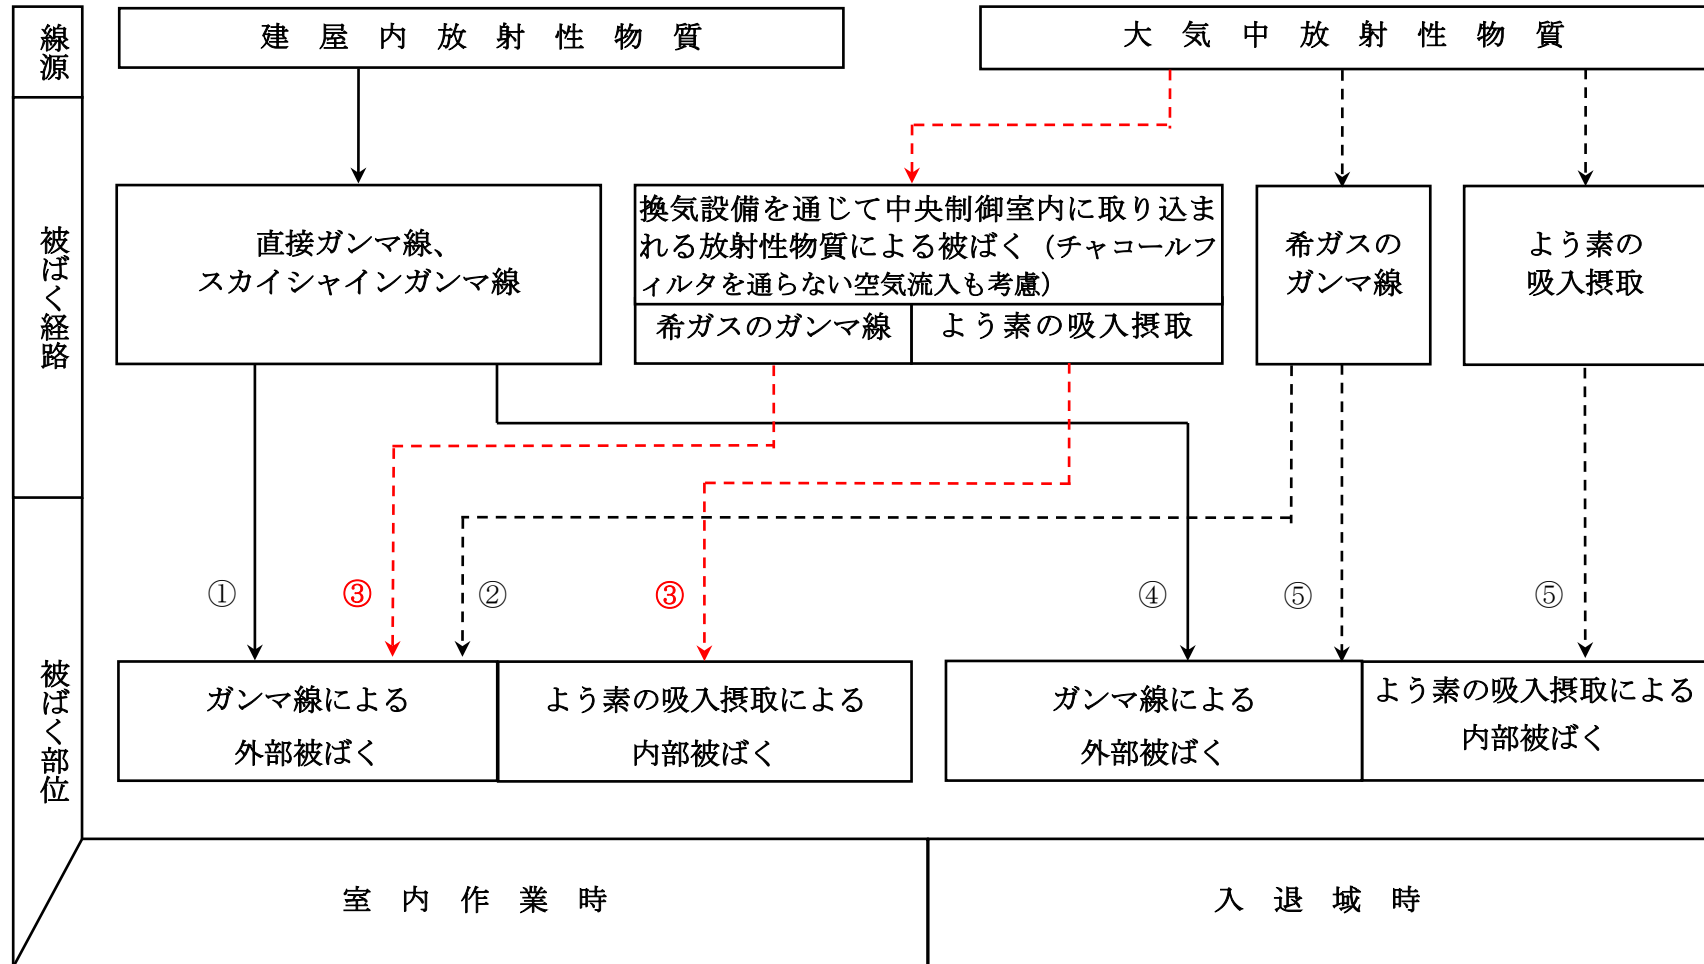 線源
建屋内放射性物質
大気中放射性物質
被ばく経路
直接ガンマ線、
スカイシャインガンマ線
換気設備を通じて中央制御室内に取り込ま
れる放射性物質による被ばく（チャコールフ
ィルタを通らない空気流入も考慮）
希ガスのガンマ線
よう素の吸入摂取
希ガスの
ガンマ線
よう素の
吸入摂取
①
③
②
③
④
⑤
⑤
被ばく部位
ガンマ線による
外部被ばく
よう素の吸入摂取による
内部被ばく
ガンマ線による
外部被ばく
よう素の吸入摂取による
内部被ばく
室内作業時
入退域時